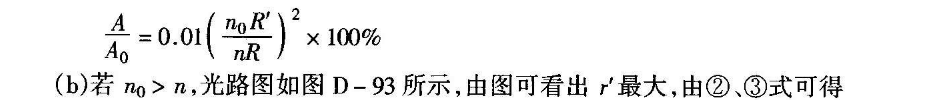 A/A₀ = 0.01(n₀R′/nR)² × 100%
(b)若 n₀ > n,光路图如图 D-93 所示,由图可看出 r′最大,由②、③式可得